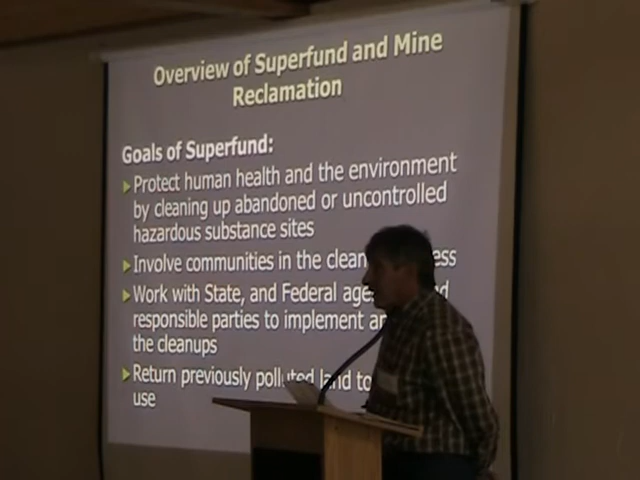 Overview of Superfund and Mine
Reclamation
Goals of Superfund:
Protect human health and the environment
by cleaning up abandoned or uncontrolled
hazardous substance sites
Involve communities in the clean ess
Work with State, and Federal age d
responsible parties to implement an
the cleanups
Return previously polluted land to
use